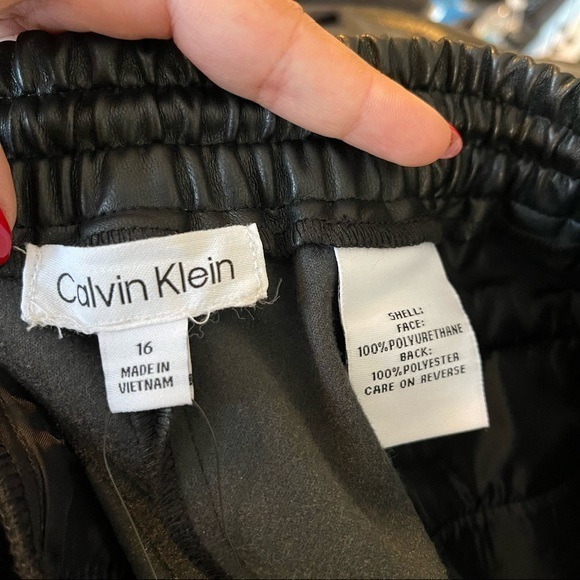 Calvin Klein
16
MADE IN
VIETNAM
SHELL:
FACE:
100%POLYURETHANE
BACK:
100%POLYESTER
CARE ON REVERSE